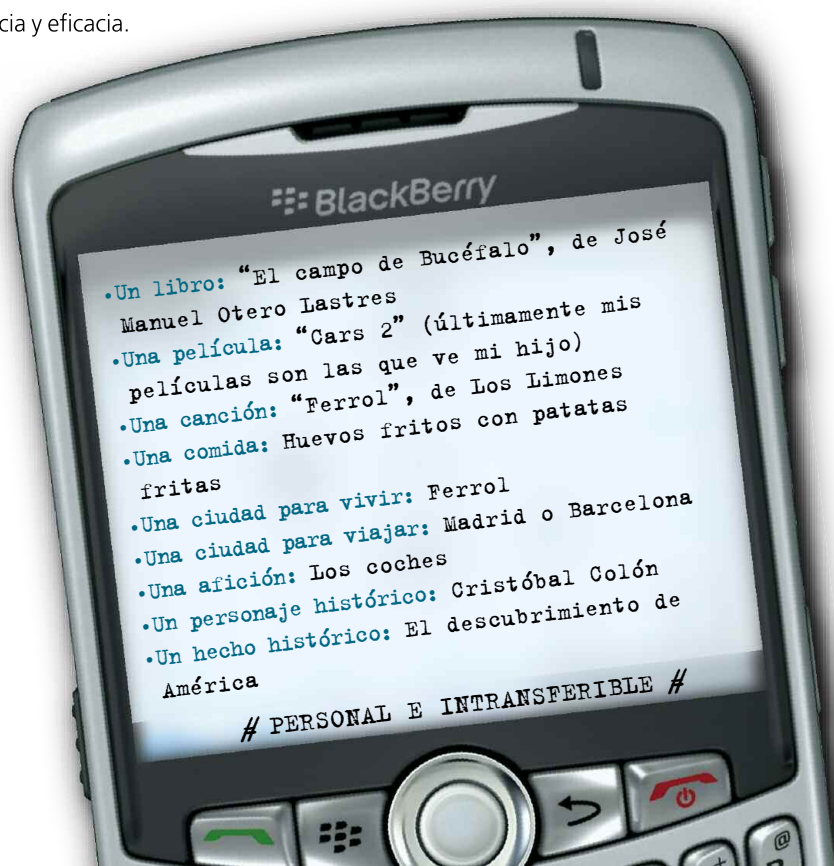 cia y eficacia.
BlackBerry
•Un libro: “El campo de Bucéfalo”, de José
Manuel Otero Lastres
•Una película: “Cars 2” (últimamente mis
películas son las que ve mi hijo)
•Una canción: “Ferrol”, de Los Limones
•Una comida: Huevos fritos con patatas
fritas
•Una ciudad para vivir: Ferrol
•Una ciudad para viajar: Madrid o Barcelona
•Una afición: Los coches
•Un personaje histórico: Cristóbal Colón
•Un hecho histórico: El descubrimiento de
América
# PERSONAL E INTRANSFERIBLE #
@